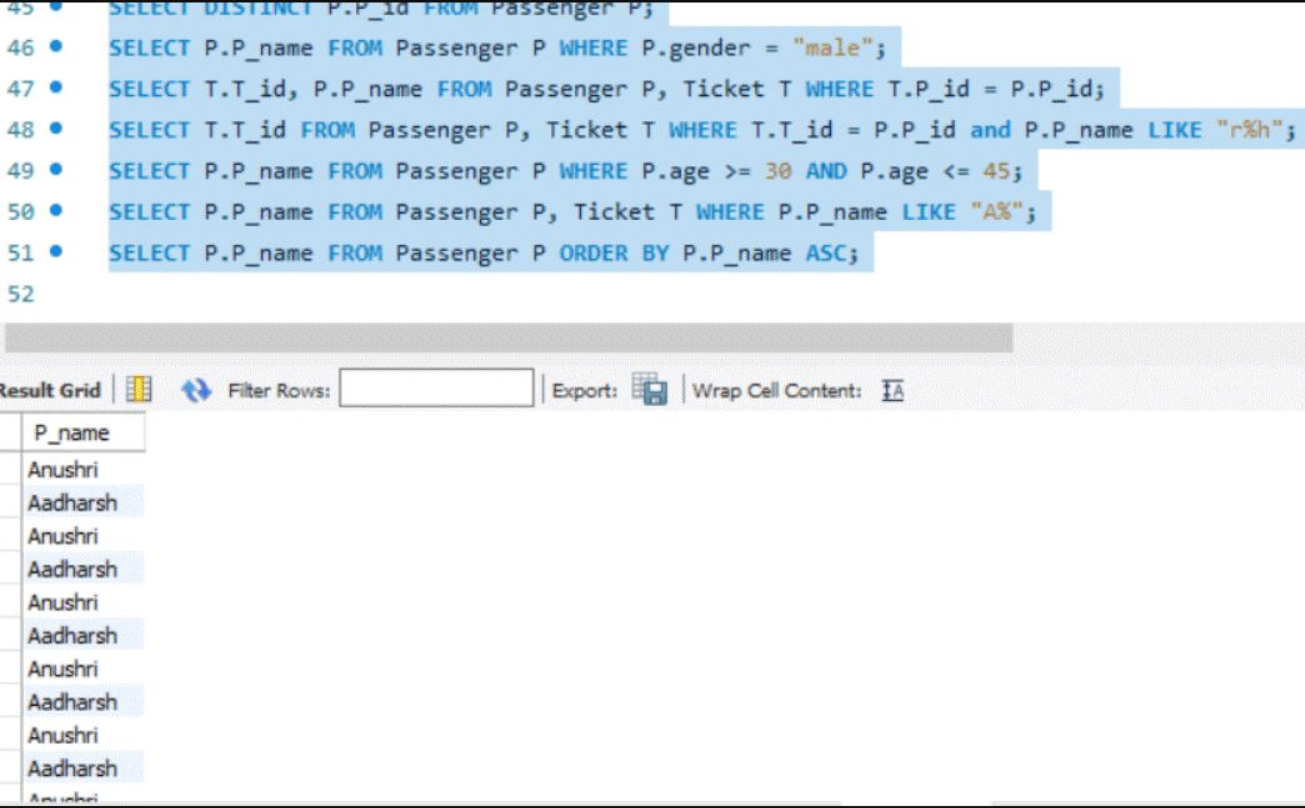 45 SELECT DISTINCT P.P_id FROM Passenger P;
46 SELECT P.P_name FROM Passenger P WHERE P.gender = "male";
47 SELECT T.T_id, P.P_name FROM Passenger P, Ticket T WHERE T.P_id = P.P_id;
48 SELECT T.T_id FROM Passenger P, Ticket T WHERE T.T_id = P.P_id and P.P_name LIKE "r%h";
49 SELECT P.P_name FROM Passenger P WHERE P.age >= 30 AND P.age <= 45;
50 SELECT P.P_name FROM Passenger P, Ticket T WHERE P.P_name LIKE "A%";
51 SELECT P.P_name FROM Passenger P ORDER BY P.P_name ASC;
52
Result Grid Filter Rows: Export: Wrap Cell Content: IA
P_name
Anushri
Aadharsh
Anushri
Aadharsh
Anushri
Aadharsh
Anushri
Aadharsh
Anushri
Aadharsh
Anushri